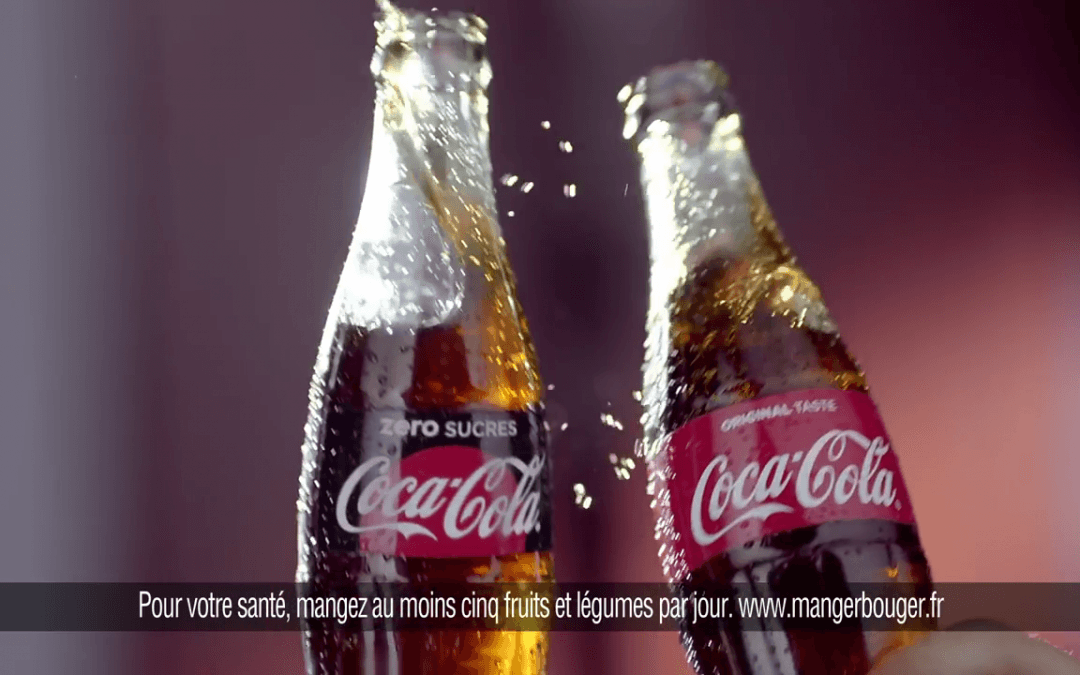 zero SUCRES
Coca-Cola
ORIGINAL TASTE
Coca-Cola
Pour votre santé, mangez au moins cinq fruits et légumes par jour. www.mangerbouger.fr